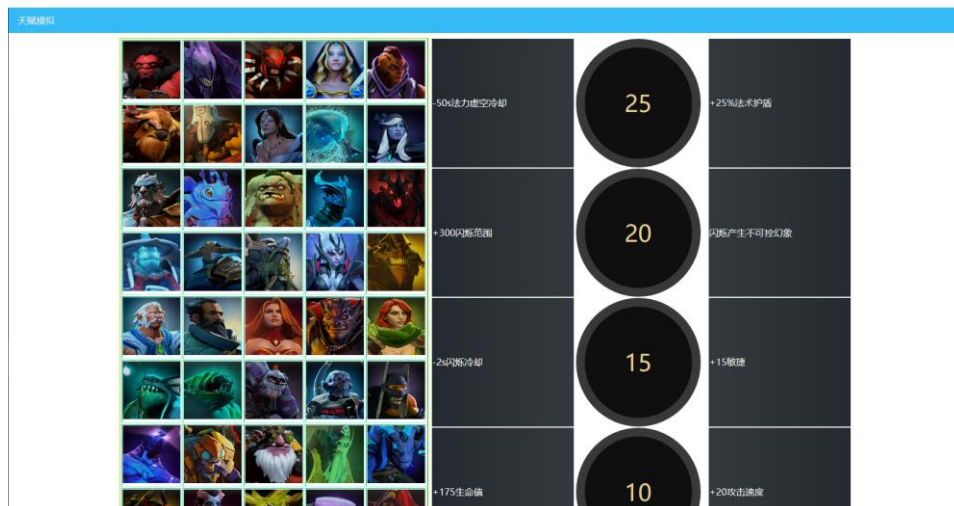 天赋模拟
-50s法力虚空冷却
25
+25%法术护盾
+300闪烁范围
20
闪烁产生不可控幻象
-2s闪烁冷却
15
+15敏捷
+175生命值
10
+20攻击速度